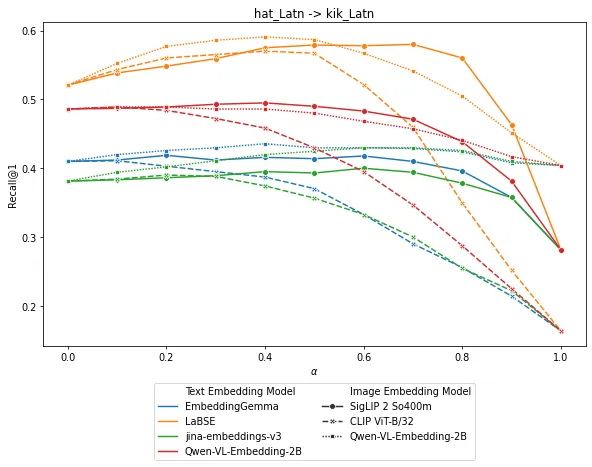 hat_Latn -> kik_Latn
Recall@1
0.6
0.5
0.4
0.3
0.2
0.0 0.2 0.4 0.6 0.8 1.0
α
Text Embedding Model Image Embedding Model
EmbeddingGemma SigLIP 2 So400m
LaBSE CLIP ViT-B/32
jina-embeddings-v3 Qwen-VL-Embedding-2B
Qwen-VL-Embedding-2B